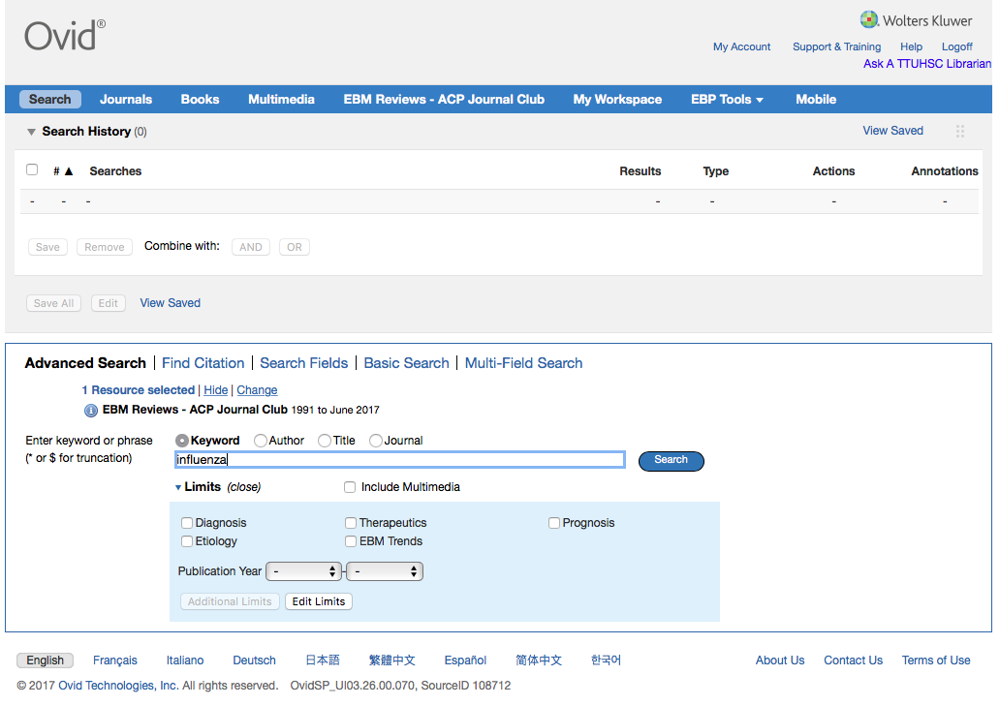 Ovid®
Wolters Kluwer
My Account Support & Training Help Logoff
Ask A TTUHSC Librarian
Search Journals Books Multimedia EBM Reviews - ACP Journal Club My Workspace EBP Tools ▼ Mobile
▼ Search History (0) View Saved
# ▲ Searches Results Type Actions Annotations
- - - - - - -
Save Remove Combine with: AND OR
Save All Edit View Saved
Advanced Search | Find Citation | Search Fields | Basic Search | Multi-Field Search
1 Resource selected | Hide | Change
i EBM Reviews - ACP Journal Club 1991 to June 2017
Enter keyword or phrase
(* or $ for truncation)
Keyword Author Title Journal
influenza Search
▼ Limits (close) Include Multimedia
Diagnosis Therapeutics Prognosis
Etiology EBM Trends
Publication Year - - -
Additional Limits Edit Limits
English Français Italiano Deutsch 日本語 繁體中文 Español 简体中文 한국어 About Us Contact Us Terms of Use
© 2017 Ovid Technologies, Inc. All rights reserved. OvidSP_UI03.26.00.070, SourceID 108712